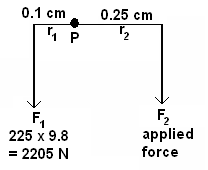 0.1 cm 0.25 cm
r₁ P r₂
F₁ F₂
225 x 9.8 applied
= 2205 N force